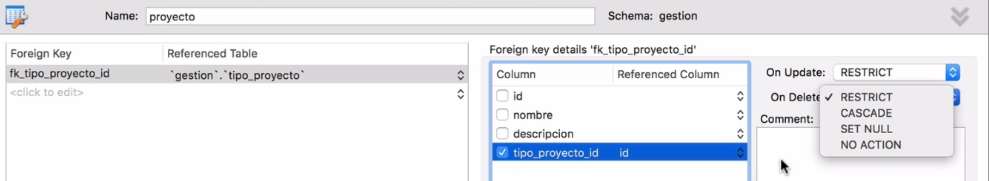 Name: proyecto Schema: gestion
Foreign Key Referenced Table
fk_tipo_proyecto_id `gestion`.`tipo_proyecto`
<click to edit>
Foreign key details 'fk_tipo_proyecto_id'
Column Referenced Column
id
nombre
descripcion
tipo_proyecto_id id
On Update: RESTRICT
On Delete ✓ RESTRICT
CASCADE
SET NULL
NO ACTION
Comment: